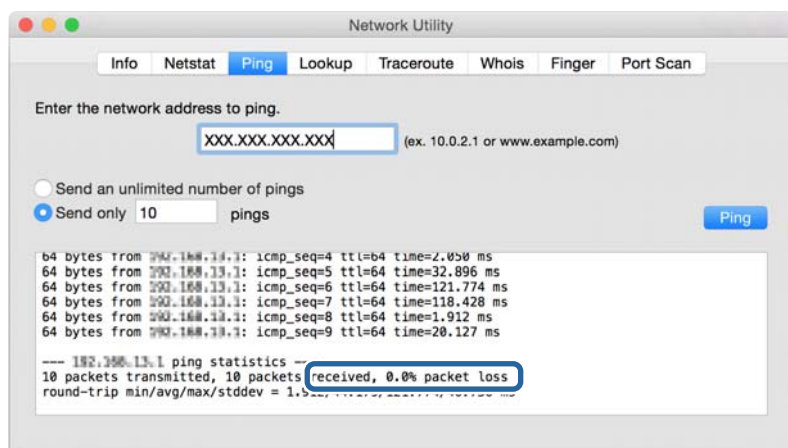 Network Utility
Info Netstat Ping Lookup Traceroute Whois Finger Port Scan
Enter the network address to ping.
XXX.XXX.XXX.XXX (ex. 10.0.2.1 or www.example.com)
Send an unlimited number of pings
Send only 10 pings
Ping
64 bytes from icmp_seq=4 ttl=64 time=2.050 ms
64 bytes from icmp_seq=5 ttl=64 time=32.896 ms
64 bytes from icmp_seq=6 ttl=64 time=121.774 ms
64 bytes from icmp_seq=7 ttl=64 time=118.428 ms
64 bytes from icmp_seq=8 ttl=64 time=1.912 ms
64 bytes from icmp_seq=9 ttl=64 time=20.127 ms
--- ping statistics --
10 packets transmitted, 10 packets received, 0.0% packet loss
round-trip min/avg/max/stddev = ms